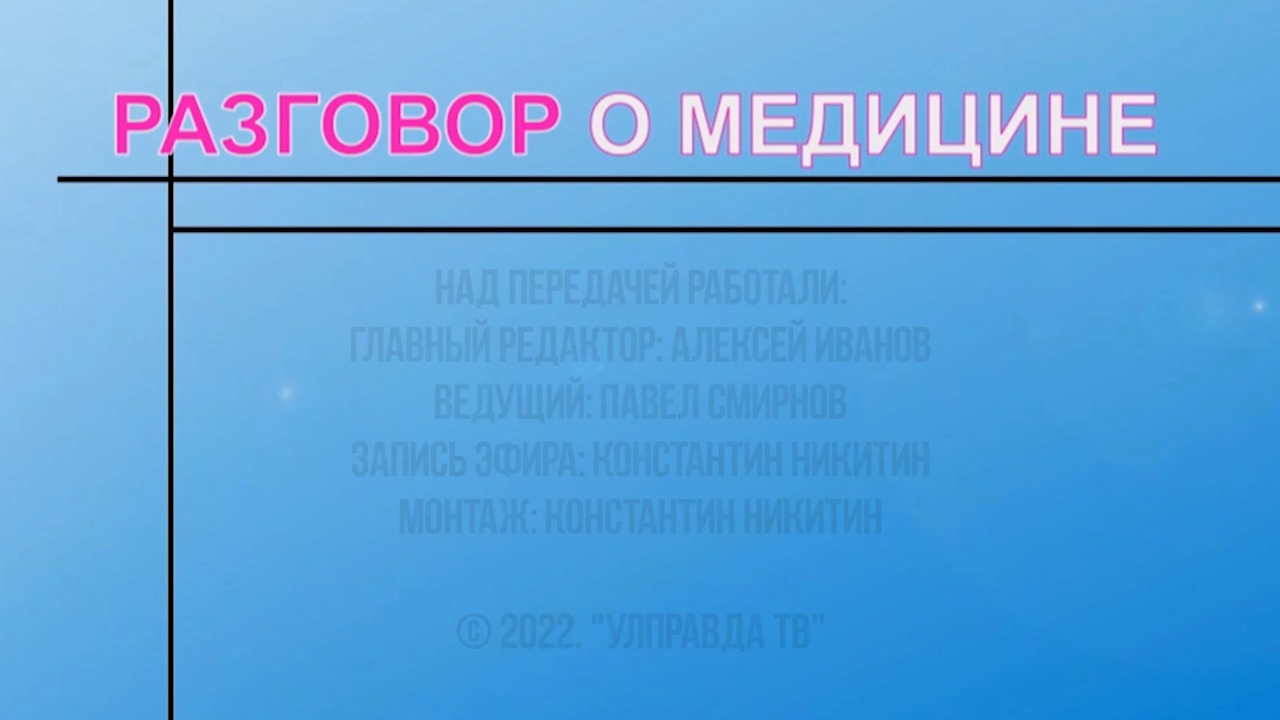 РАЗГОВОР О МЕДИЦИНЕ
НАД ПЕРЕДАЧЕЙ РАБОТАЛИ:
ГЛАВНЫЙ РЕДАКТОР: АЛЕКСЕЙ ИВАНОВ
ВЕДУЩИЙ: ПАВЕЛ СМИРНОВ
ЗАПИСЬ ЭФИРА: КОНСТАНТИН НИКИТИН
МОНТАЖ: КОНСТАНТИН НИКИТИН
© 2022. "УЛПРАВДА ТВ"